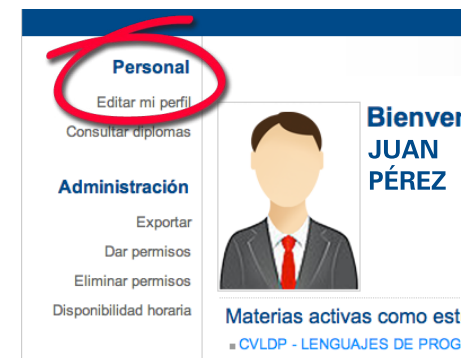 Personal
Editar mi perfil
Consultar diplomas
Administración
Exportar
Dar permisos
Eliminar permisos
Disponibilidad horaria
Bienver
JUAN
PÉREZ
Materias activas como est
CVLDP - LENGUAJES DE PROG